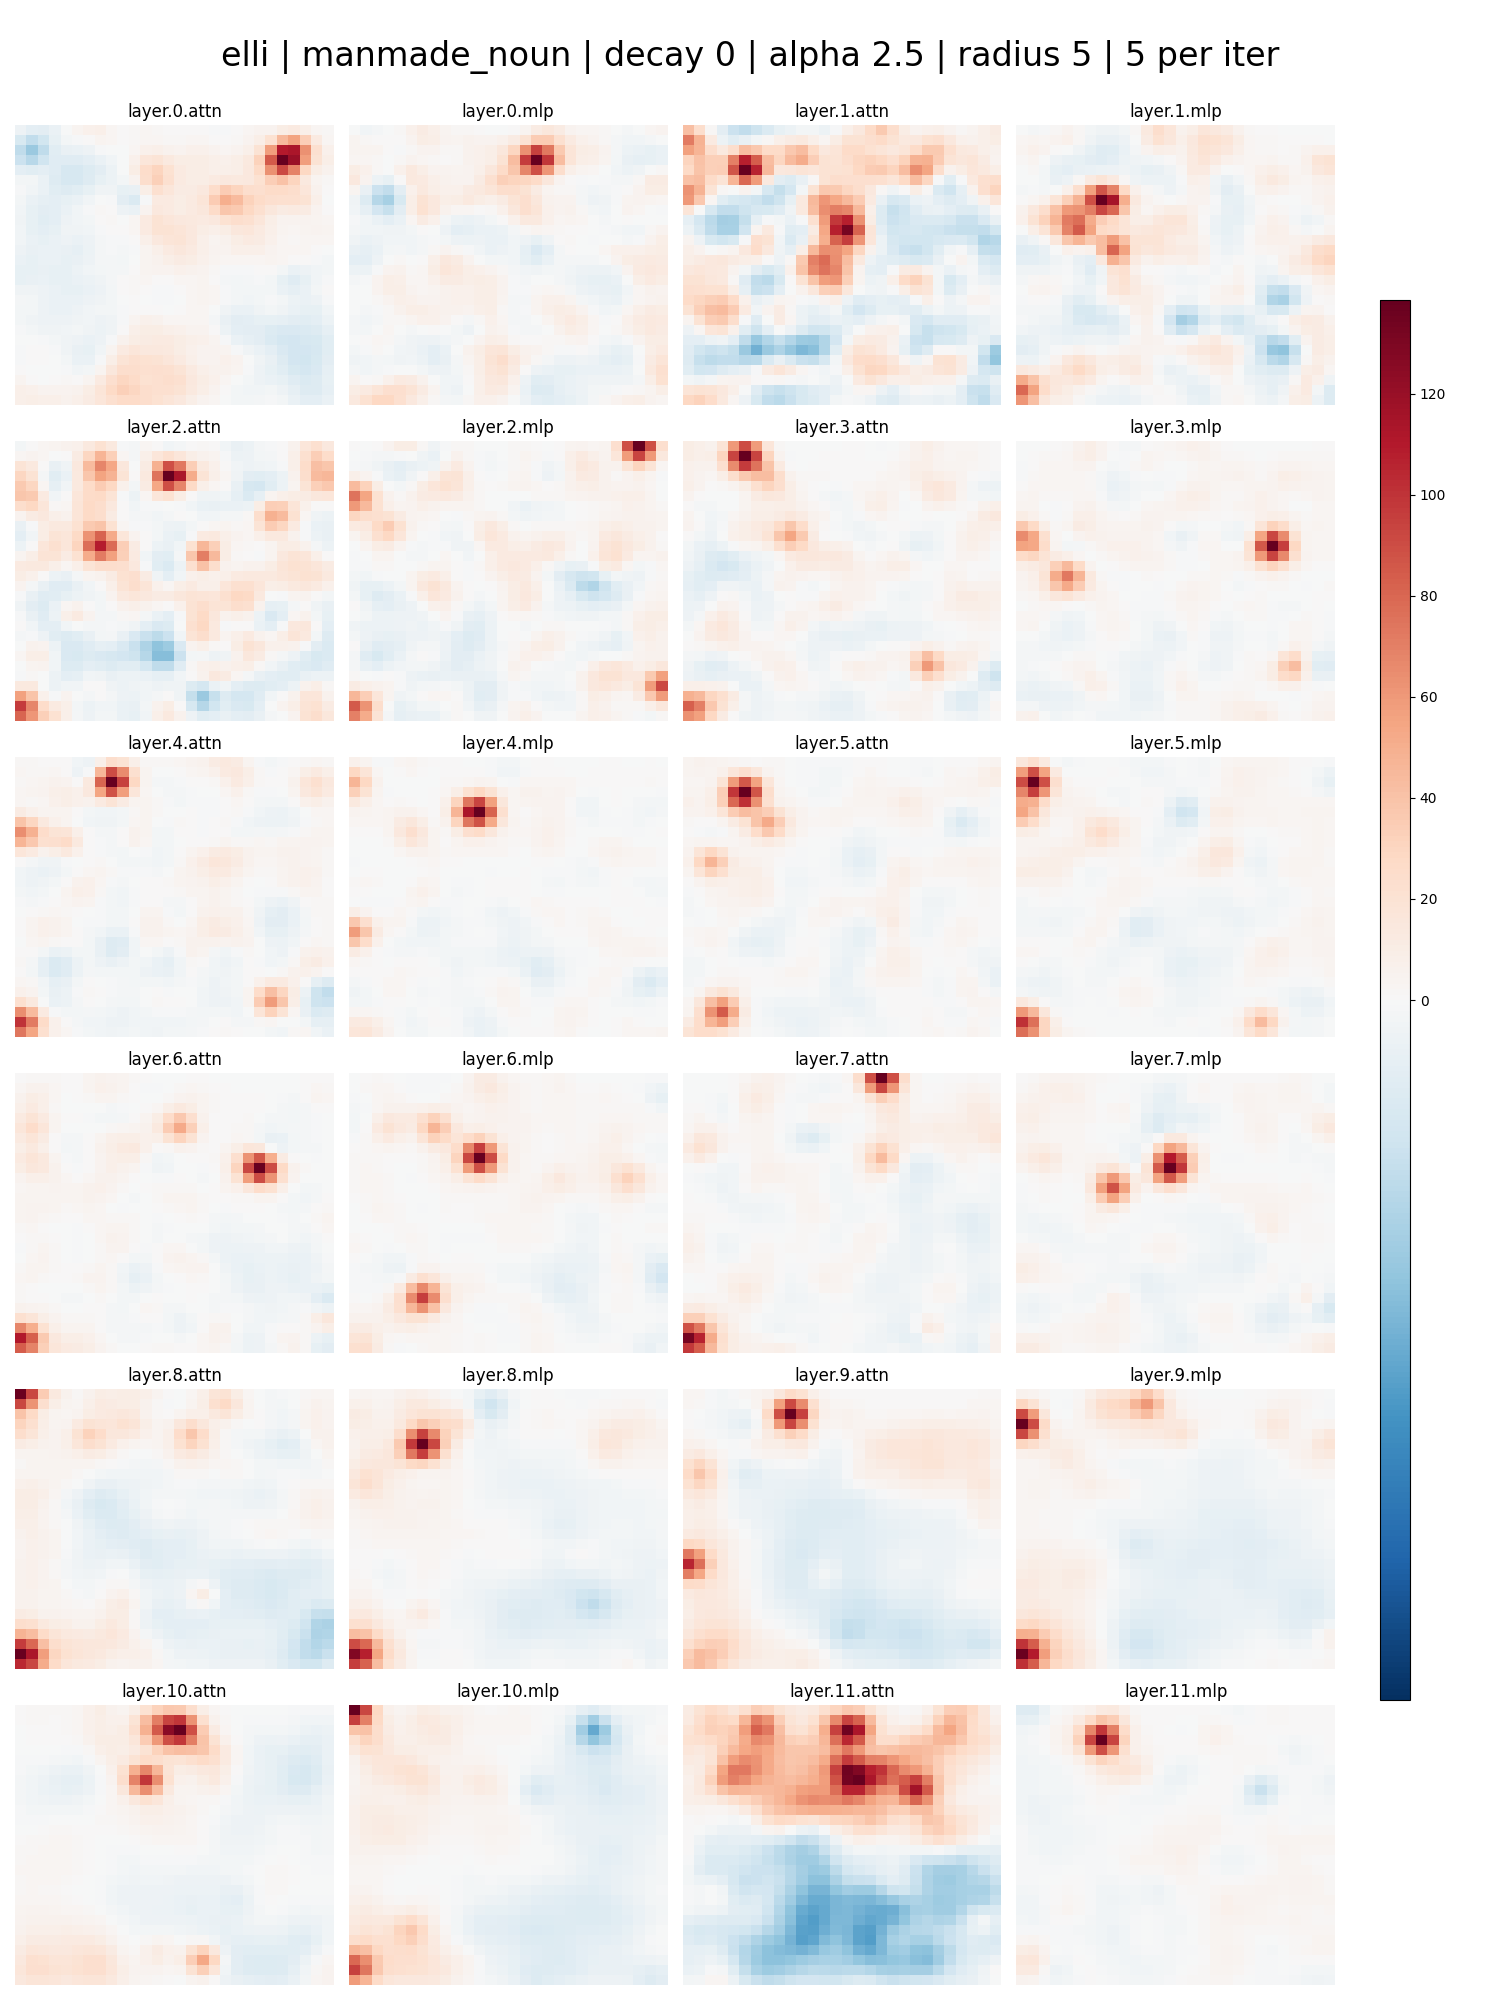 elli | manmade_noun | decay 0 | alpha 2.5 | radius 5 | 5 per iter
layer.0.attn
layer.0.mlp
layer.1.attn
layer.1.mlp
layer.2.attn
layer.2.mlp
layer.3.attn
layer.3.mlp
layer.4.attn
layer.4.mlp
layer.5.attn
layer.5.mlp
layer.6.attn
layer.6.mlp
layer.7.attn
layer.7.mlp
layer.8.attn
layer.8.mlp
layer.9.attn
layer.9.mlp
layer.10.attn
layer.10.mlp
layer.11.attn
layer.11.mlp
120
100
80
60
40
20
0